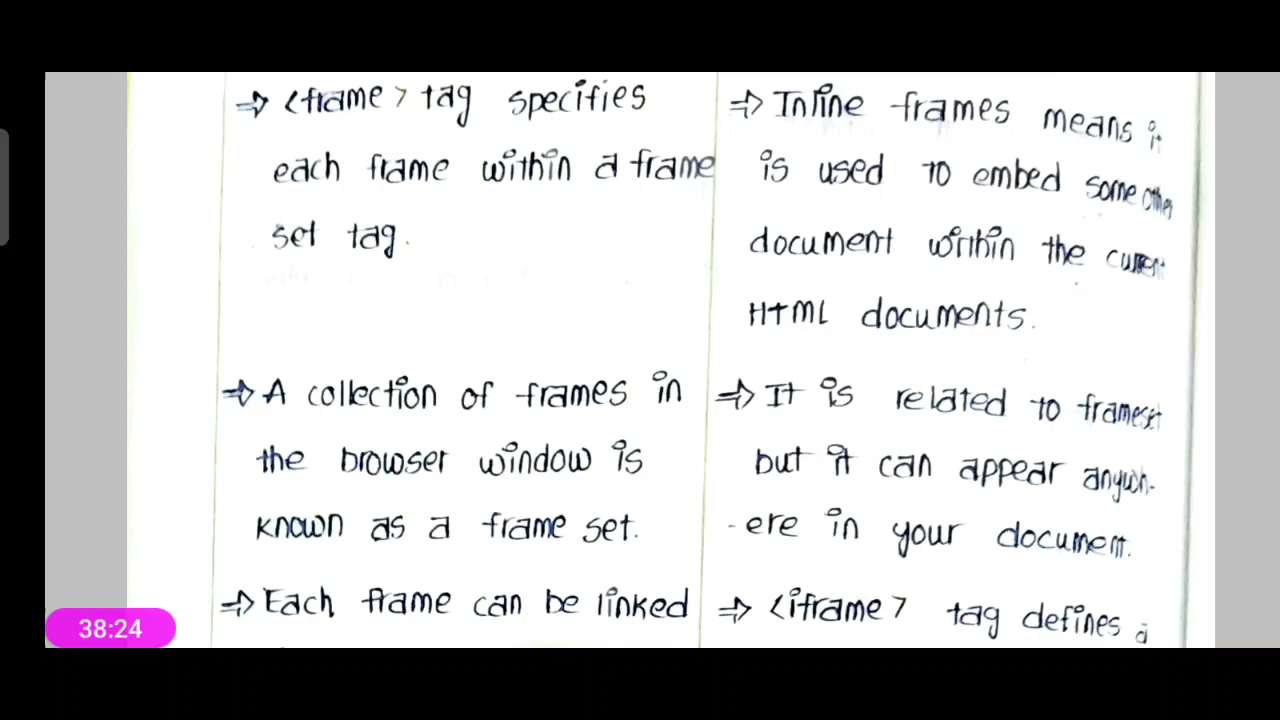 ⇒ <frame> tag specifies
each frame within a frame
set tag.
⇒ A collection of frames in
the browser window is
known as a frame set.
⇒ Each frame can be linked
⇒ Inline frames means it
is used to embed some other
document within the current
HTML documents.
⇒ It is related to frameset
but it can appear anywh-
-ere in your document.
⇒ <iframe> tag defines a
38:24